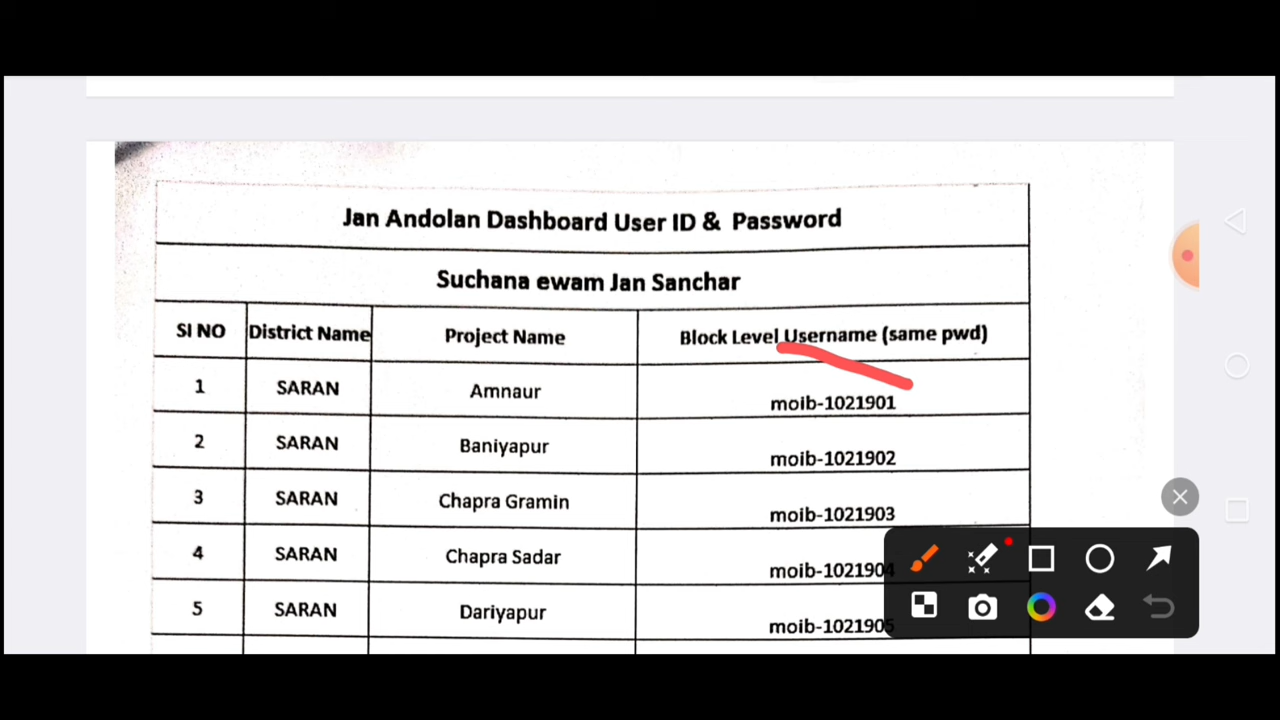 Jan Andolan Dashboard User ID & Password
Suchana ewam Jan Sanchar
SI NO District Name Project Name Block Level Username (same pwd)
1 SARAN Amnaur moib-1021901
2 SARAN Baniyapur moib-1021902
3 SARAN Chapra Gramin moib-1021903
4 SARAN Chapra Sadar moib-1021904
5 SARAN Dariyapur moib-1021905